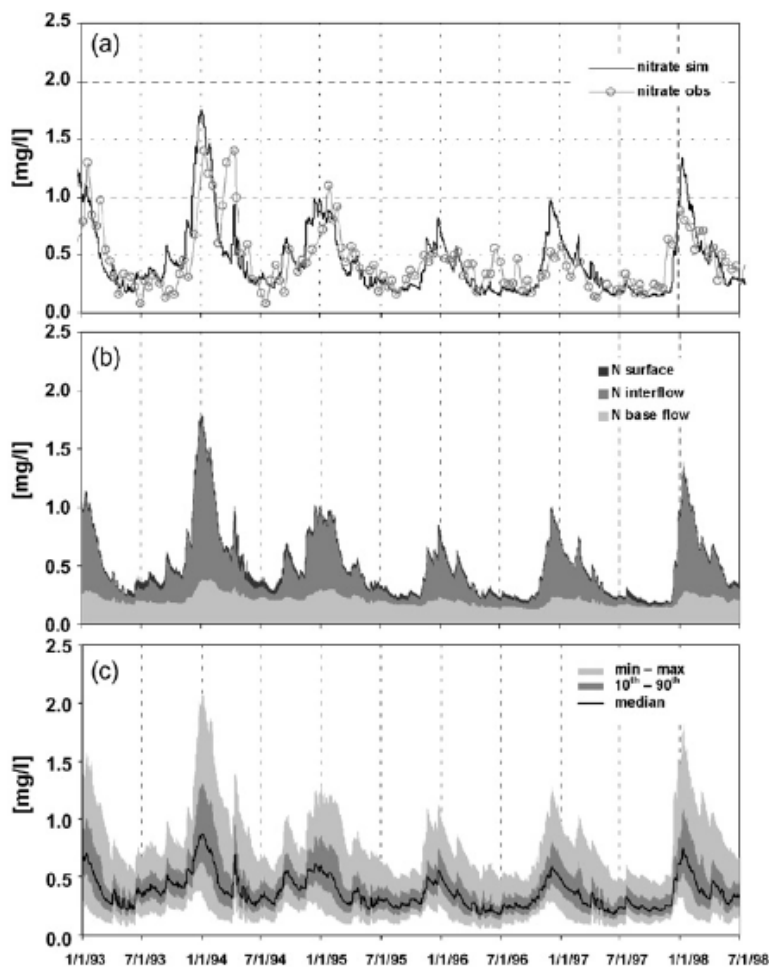 (a)
nitrate sim
nitrate obs
[mg/l]
2.5
2.0
1.5
1.0
0.5
0.0
(b)
N surface
N interflow
N base flow
[mg/l]
2.5
2.0
1.5
1.0
0.5
0.0
(c)
min – max
10th – 90th
median
[mg/l]
2.5
2.0
1.5
1.0
0.5
0.0
1/1/93 7/1/93 1/1/94 7/1/94 1/1/95 7/1/95 1/1/96 7/1/96 1/1/97 7/1/97 1/1/98 7/1/98